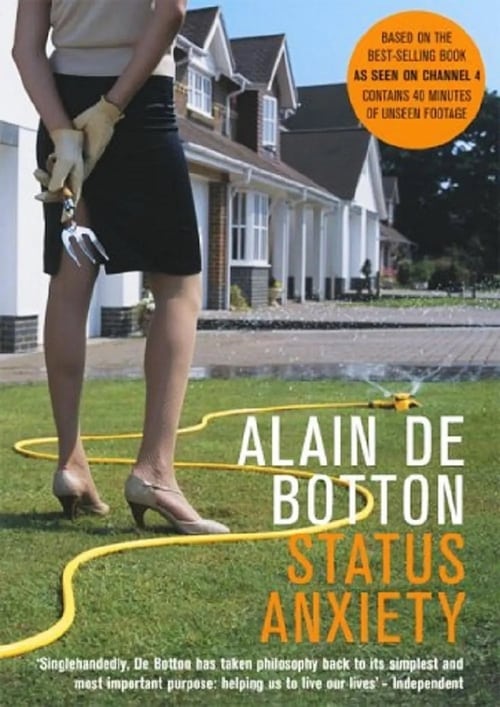 BASED ON THE
BEST-SELLING BOOK
AS SEEN ON CHANNEL 4
CONTAINS 40 MINUTES
OF UNSEEN FOOTAGE
ALAIN DE
BOTTON
STATUS
ANXIETY
'Singlehandedly, De Botton has taken philosophy back to its simplest and
most important purpose: helping us to live our lives' - Independent